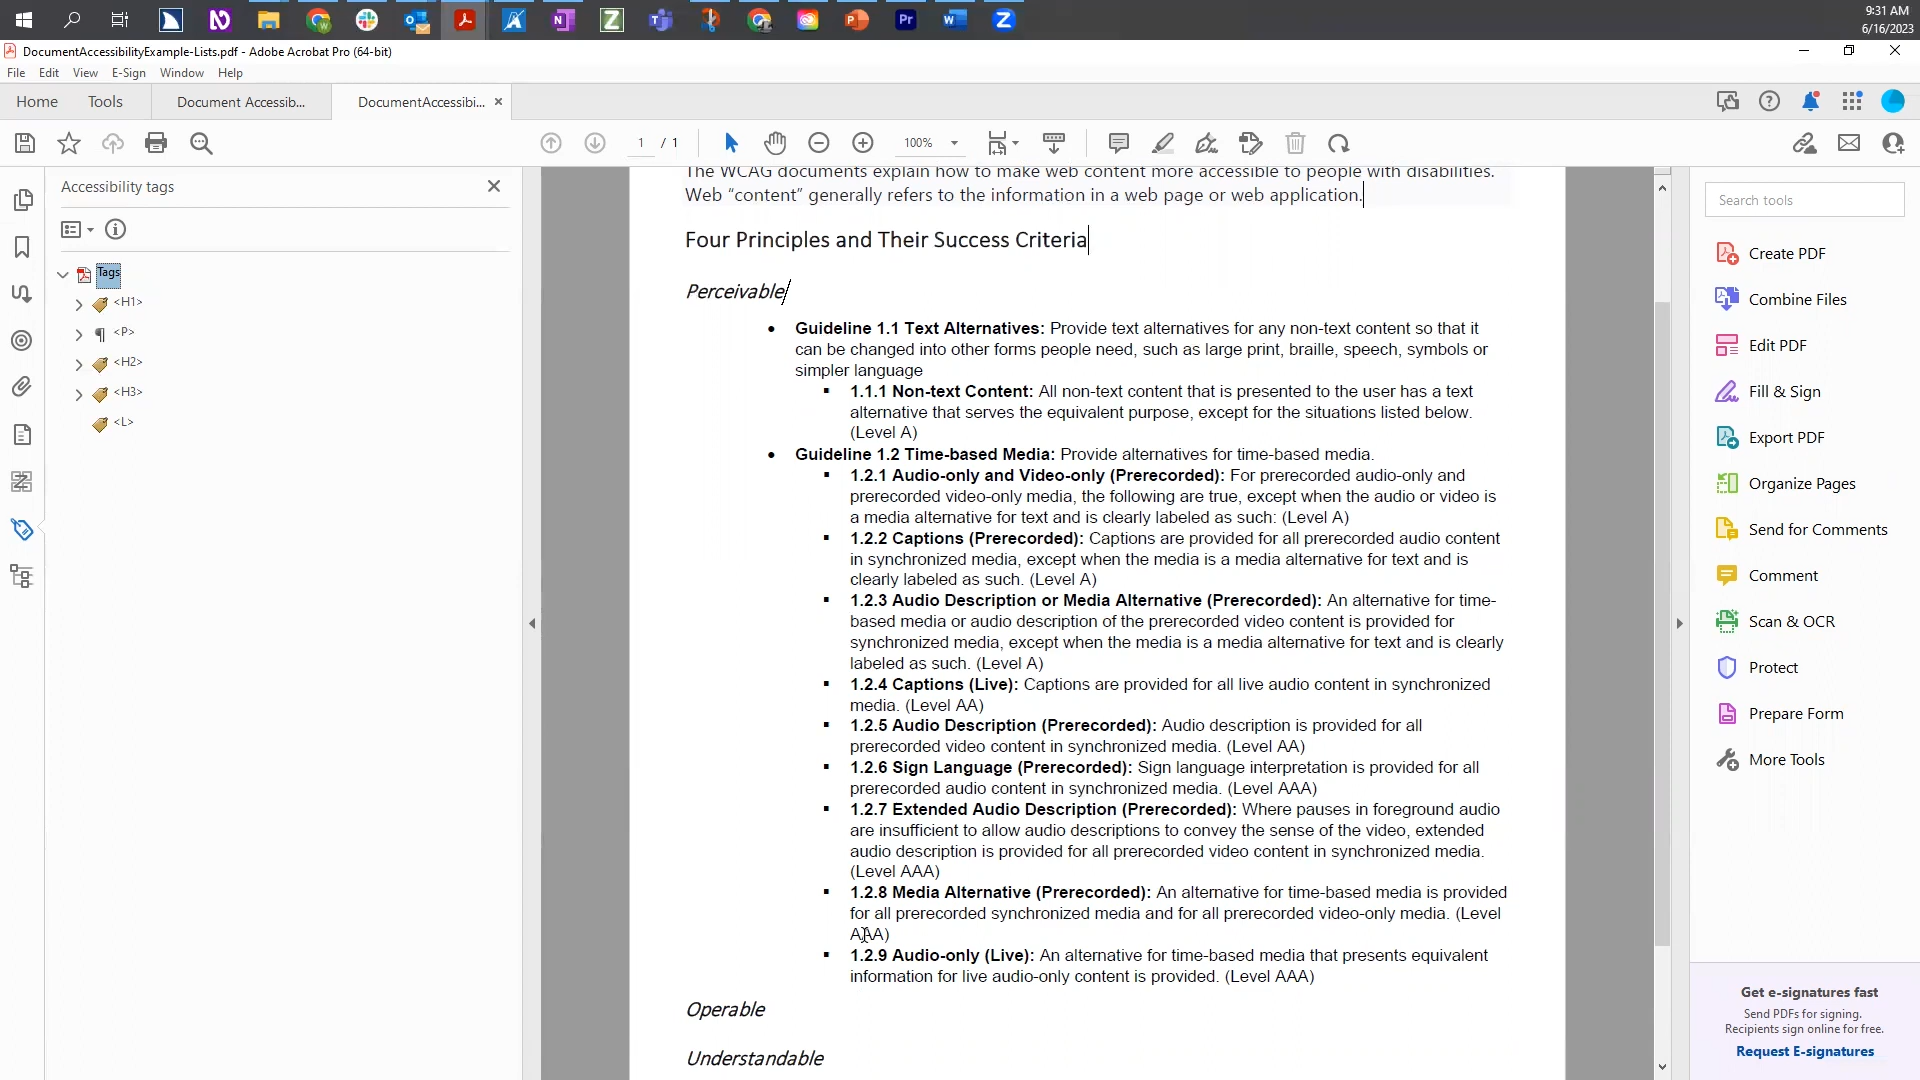 9:31 AM
6/16/2023
DocumentAccessibilityExample-Lists.pdf - Adobe Acrobat Pro (64-bit)
File Edit View E-Sign Window Help
Home Tools Document Accessib... DocumentAccessibi...
1 / 1 100%
Accessibility tags
Tags
<H1>
<P>
<H2>
<H3>
<L>
The WCAG documents explain how to make web content more accessible to people with disabilities.
Web “content” generally refers to the information in a web page or web application.
Four Principles and Their Success Criteria
Perceivable
• Guideline 1.1 Text Alternatives: Provide text alternatives for any non-text content so that it
can be changed into other forms people need, such as large print, braille, speech, symbols or
simpler language
▪ 1.1.1 Non-text Content: All non-text content that is presented to the user has a text
alternative that serves the equivalent purpose, except for the situations listed below.
(Level A)
• Guideline 1.2 Time-based Media: Provide alternatives for time-based media.
▪ 1.2.1 Audio-only and Video-only (Prerecorded): For prerecorded audio-only and
prerecorded video-only media, the following are true, except when the audio or video is
a media alternative for text and is clearly labeled as such: (Level A)
▪ 1.2.2 Captions (Prerecorded): Captions are provided for all prerecorded audio content
in synchronized media, except when the media is a media alternative for text and is
clearly labeled as such. (Level A)
▪ 1.2.3 Audio Description or Media Alternative (Prerecorded): An alternative for time-
based media or audio description of the prerecorded video content is provided for
synchronized media, except when the media is a media alternative for text and is clearly
labeled as such. (Level A)
▪ 1.2.4 Captions (Live): Captions are provided for all live audio content in synchronized
media. (Level AA)
▪ 1.2.5 Audio Description (Prerecorded): Audio description is provided for all
prerecorded video content in synchronized media. (Level AA)
▪ 1.2.6 Sign Language (Prerecorded): Sign language interpretation is provided for all
prerecorded audio content in synchronized media. (Level AAA)
▪ 1.2.7 Extended Audio Description (Prerecorded): Where pauses in foreground audio
are insufficient to allow audio descriptions to convey the sense of the video, extended
audio description is provided for all prerecorded video content in synchronized media.
(Level AAA)
▪ 1.2.8 Media Alternative (Prerecorded): An alternative for time-based media is provided
for all prerecorded synchronized media and for all prerecorded video-only media. (Level
AAA)
▪ 1.2.9 Audio-only (Live): An alternative for time-based media that presents equivalent
information for live audio-only content is provided. (Level AAA)
Operable
Understandable
Search tools
Create PDF
Combine Files
Edit PDF
Fill & Sign
Export PDF
Organize Pages
Send for Comments
Comment
Scan & OCR
Protect
Prepare Form
More Tools
Get e-signatures fast
Send PDFs for signing.
Recipients sign online for free.
Request E-signatures